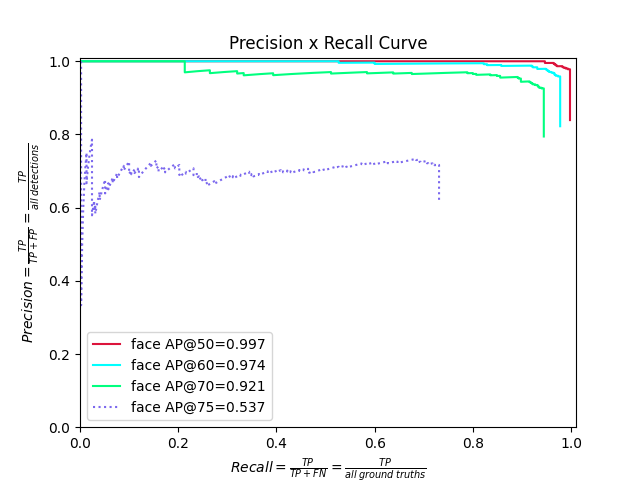 Precision x Recall Curve
1.0
0.8
0.6
0.4
0.2
0.0
Precision = TP / TP + FP = TP / all detections
face AP@50=0.997
face AP@60=0.974
face AP@70=0.921
face AP@75=0.537
0.0 0.2 0.4 0.6 0.8 1.0
Recall = TP / TP + FN = TP / all ground truths